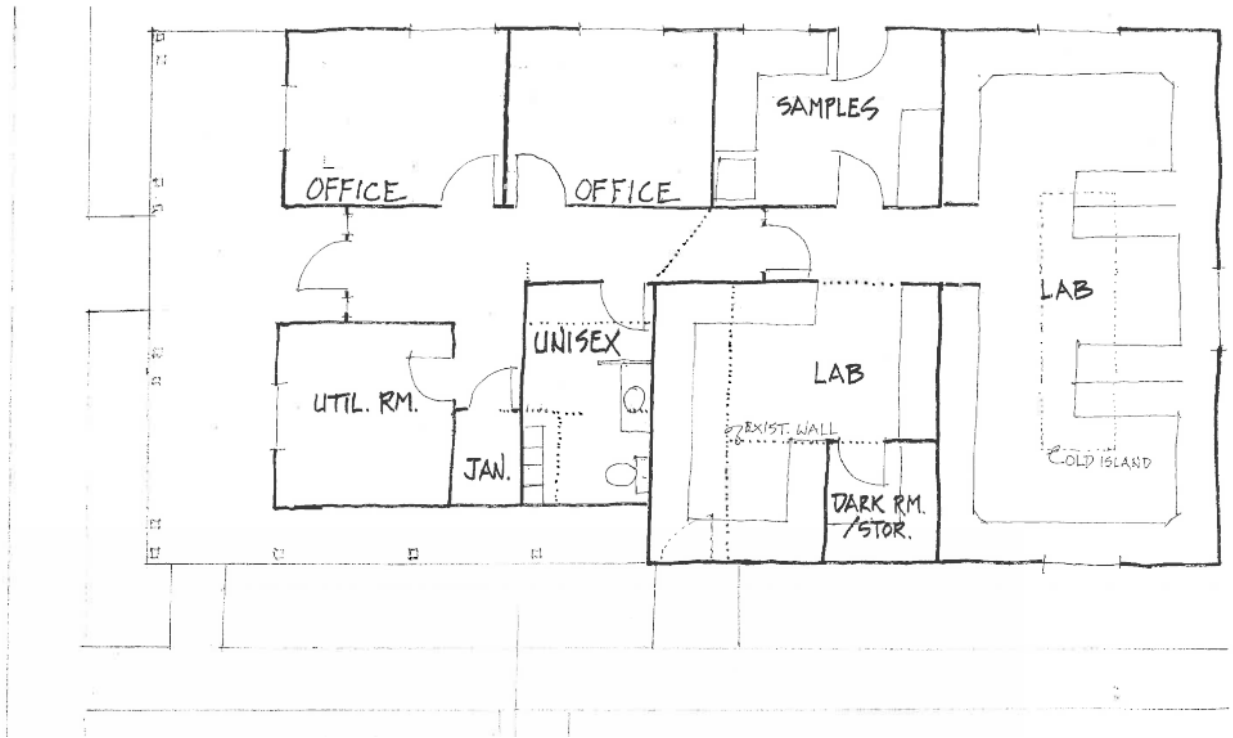 SAMPLES
OFFICE
OFFICE
LAB
UNISEX
LAB
UTIL. RM.
EXIST. WALL
JAN.
COLD ISLAND
DARK RM.
/STOR.